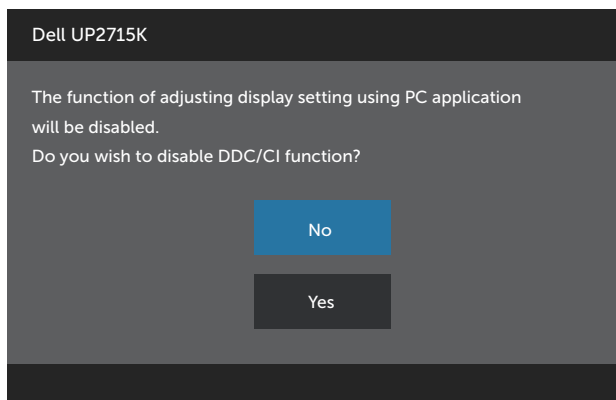 Dell UP2715K
The function of adjusting display setting using PC application
will be disabled.
Do you wish to disable DDC/CI function?
No
Yes